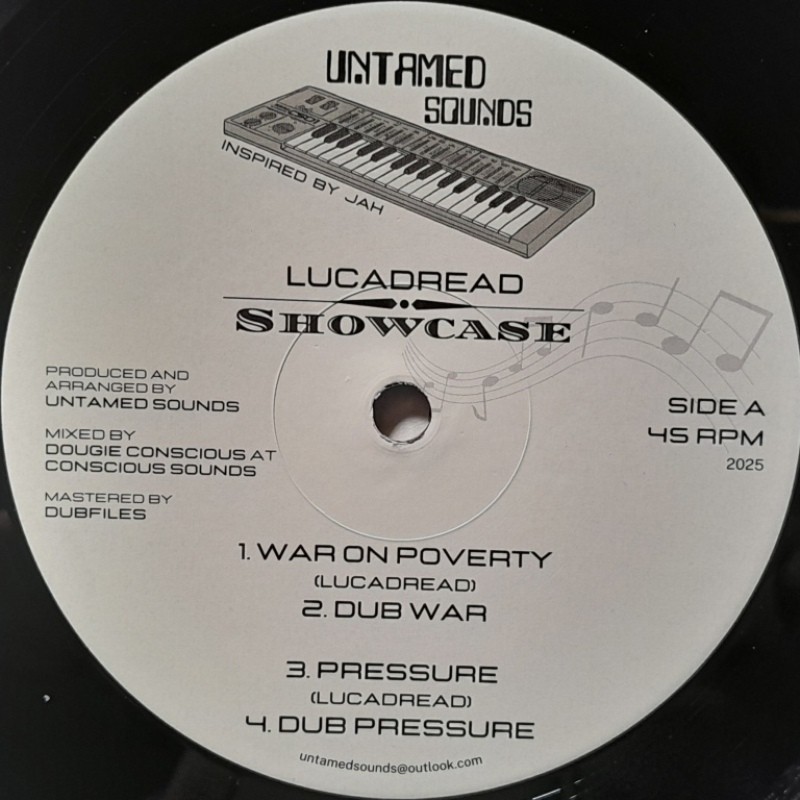 UNTAMED
SOUNDS
INSPIRED BY JAH
LUCADREAD
SHOWCASE
PRODUCED AND
ARRANGED BY
UNTAMED SOUNDS
MIXED BY
DOUGIE CONSCIOUS AT
CONSCIOUS SOUNDS
MASTERED BY
DUBFILES
SIDE A
45 RPM
2025
1. WAR ON POVERTY
(LUCADREAD)
2. DUB WAR
3. PRESSURE
(LUCADREAD)
4. DUB PRESSURE
untamedsounds@outlook.com